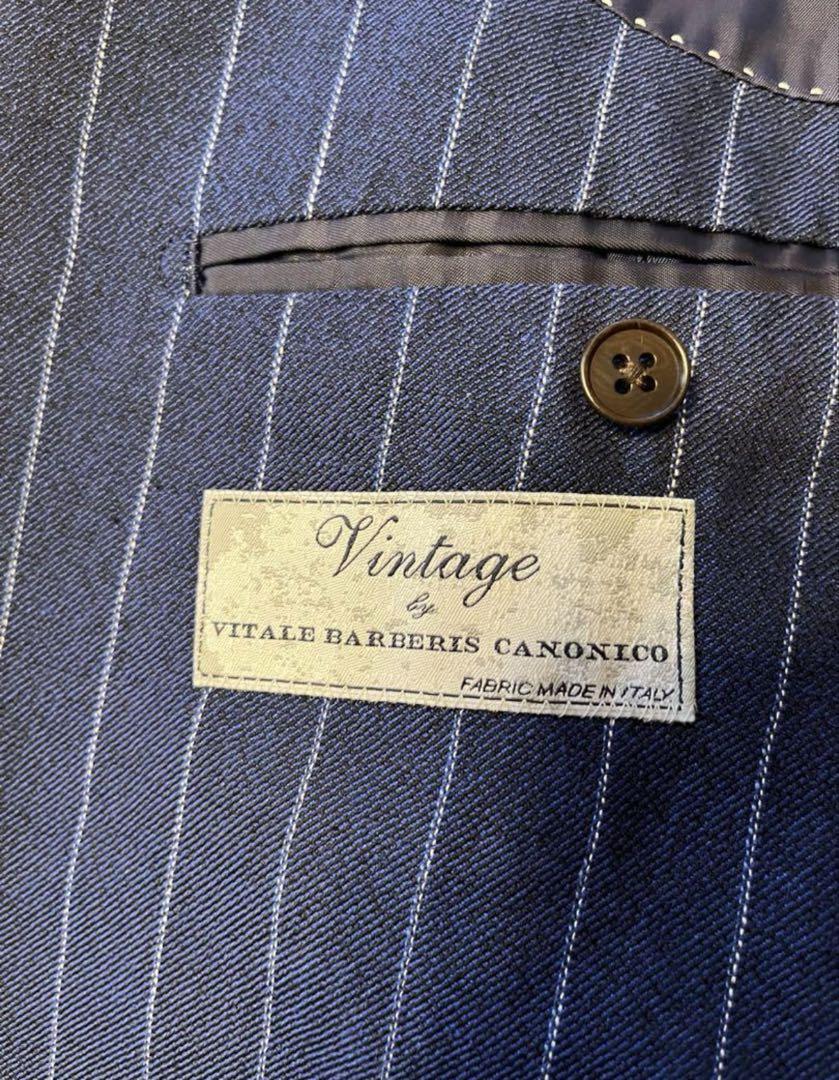 Vintage
by
VITALE BARBERIS CANONICO
FABRIC MADE IN ITALY